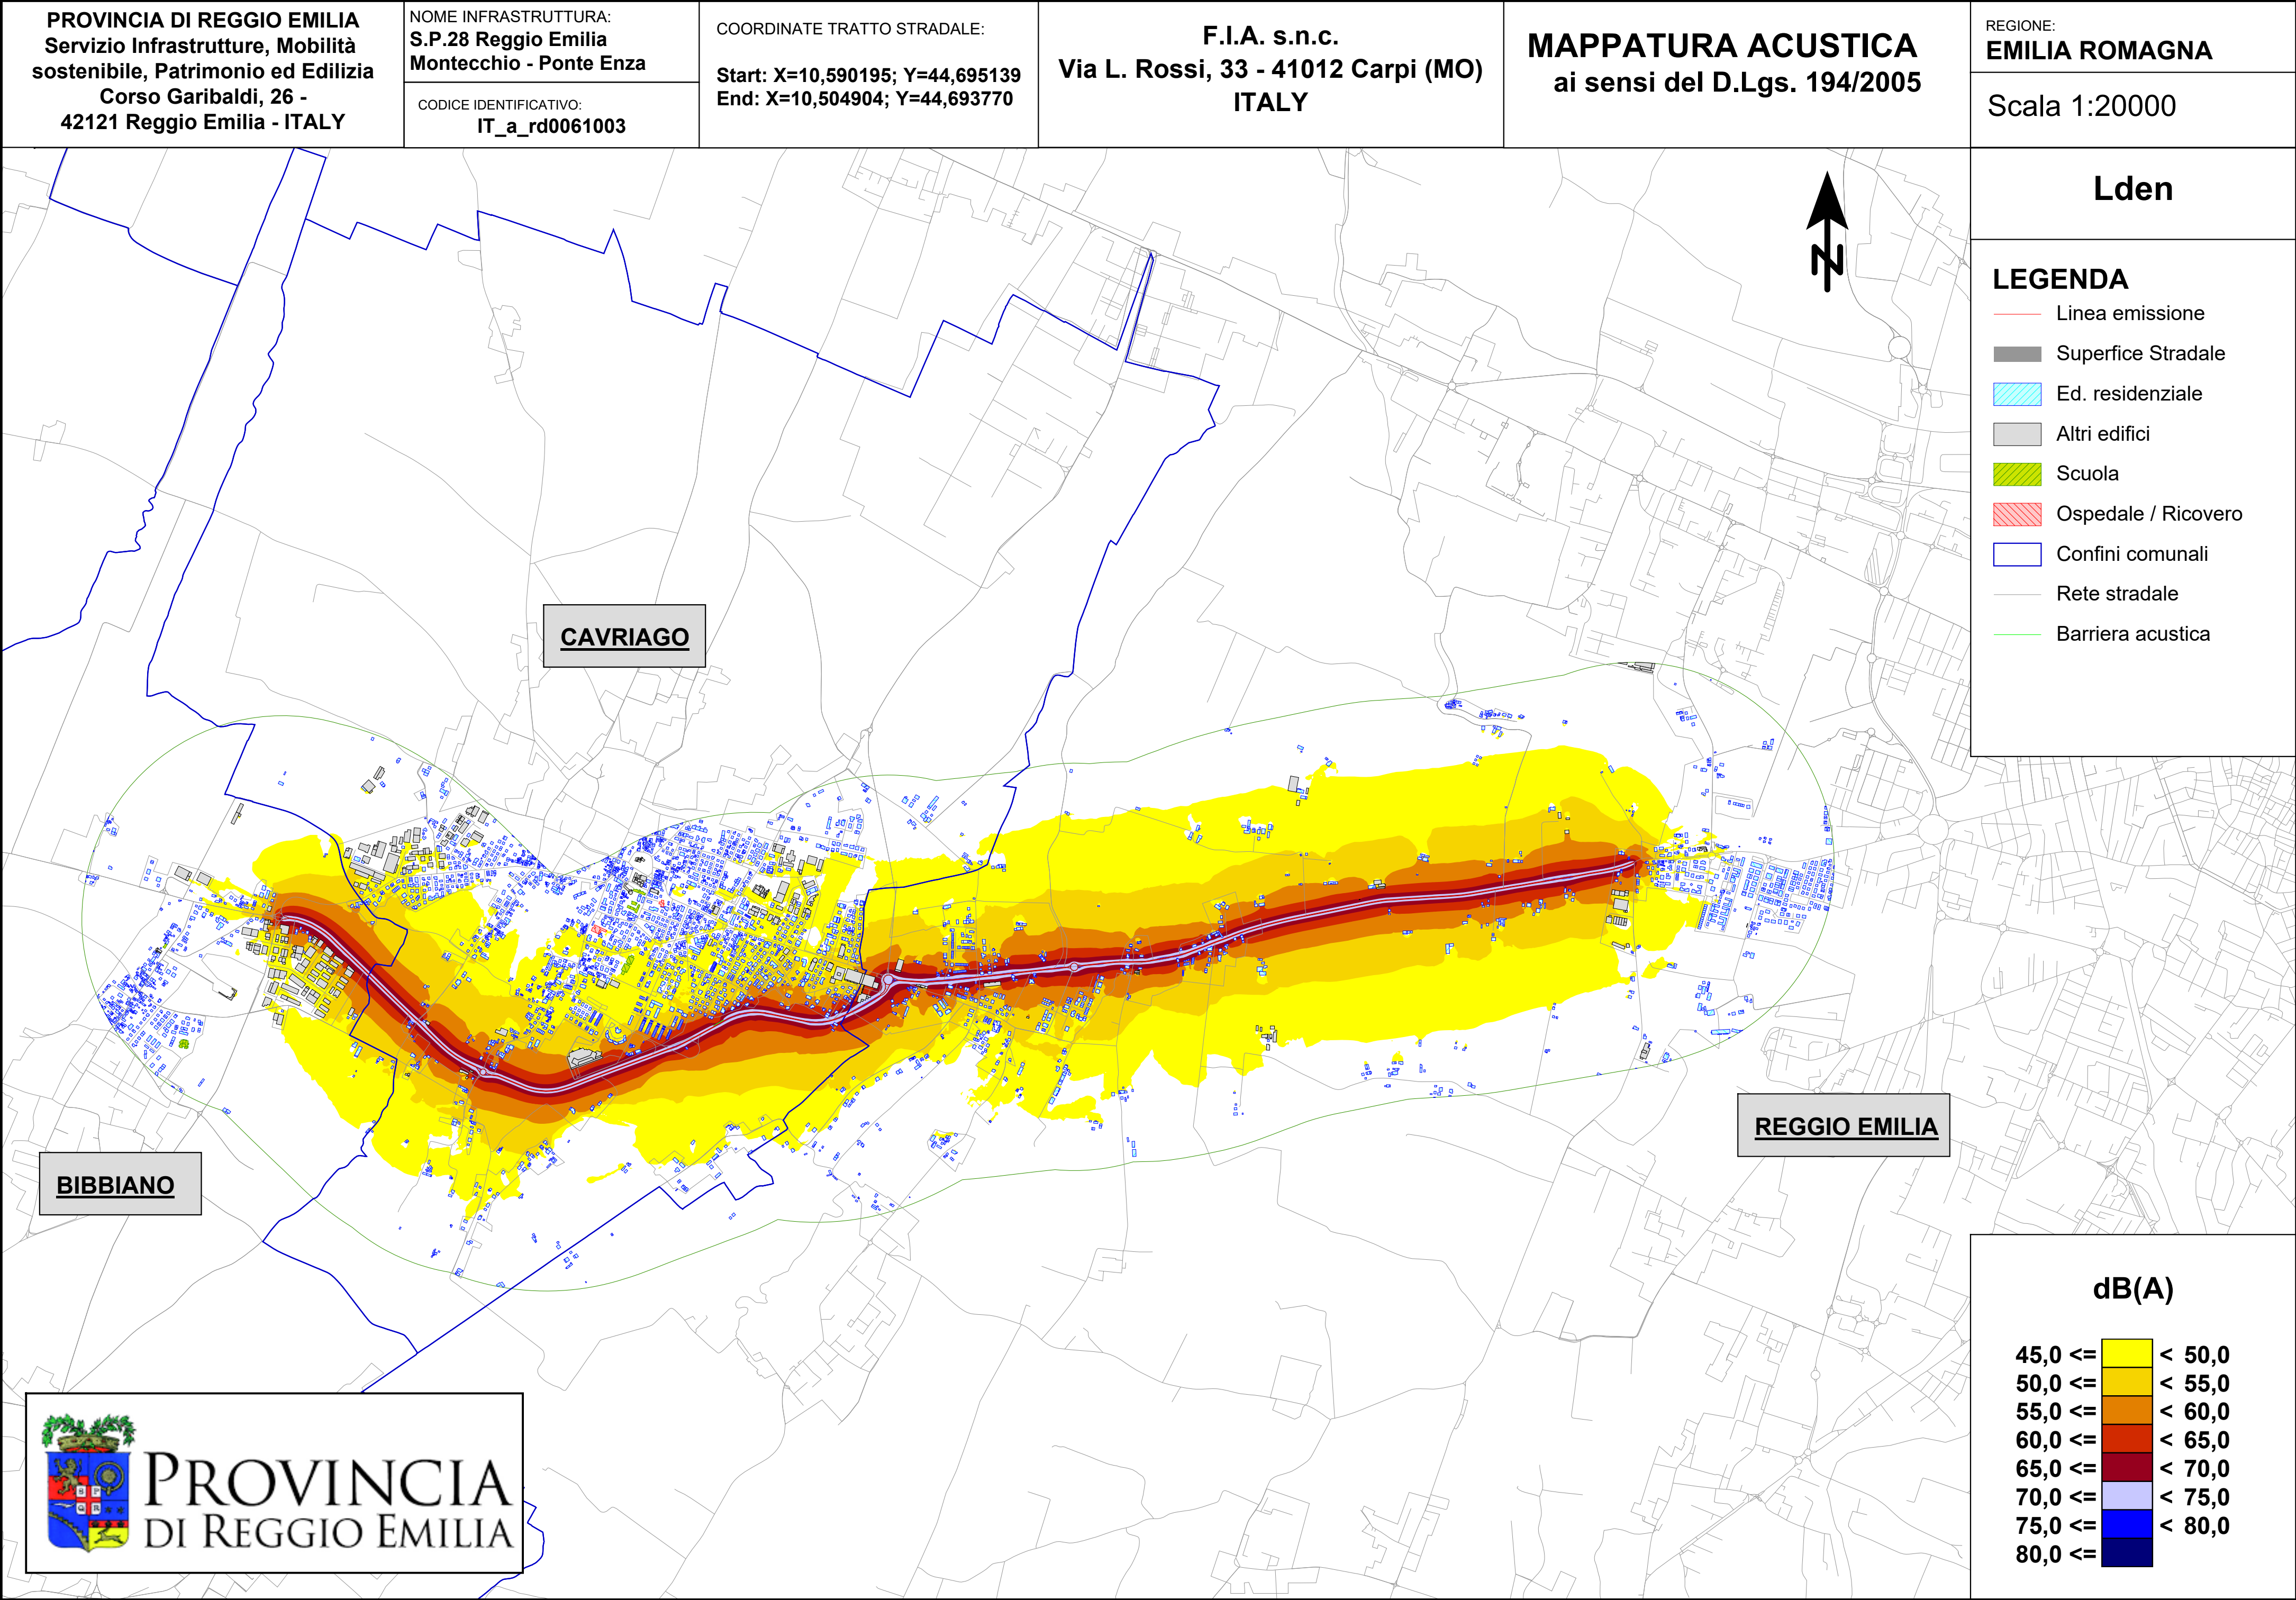 PROVINCIA DI REGGIO EMILIA
Servizio Infrastrutture, Mobilità
sostenibile, Patrimonio ed Edilizia
Corso Garibaldi, 26 -
42121 Reggio Emilia - ITALY
NOME INFRASTRUTTURA:
S.P.28 Reggio Emilia
Montecchio - Ponte Enza
CODICE IDENTIFICATIVO:
IT_a_rd0061003
COORDINATE TRATTO STRADALE:
Start: X=10,590195; Y=44,695139
End: X=10,504904; Y=44,693770
F.I.A. s.n.c.
Via L. Rossi, 33 - 41012 Carpi (MO)
ITALY
MAPPATURA ACUSTICA
ai sensi del D.Lgs. 194/2005
REGIONE:
EMILIA ROMAGNA
Scala 1:20000
Lden
N
LEGENDA
Linea emissione
Superfice Stradale
Ed. residenziale
Altri edifici
Scuola
Ospedale / Ricovero
Confini comunali
Rete stradale
Barriera acustica
CAVRIAGO
REGGIO EMILIA
BIBBIANO
dB(A)
45,0 <= < 50,0
50,0 <= < 55,0
55,0 <= < 60,0
60,0 <= < 65,0
65,0 <= < 70,0
70,0 <= < 75,0
75,0 <= < 80,0
80,0 <=
S P
Q R
PROVINCIA
DI REGGIO EMILIA